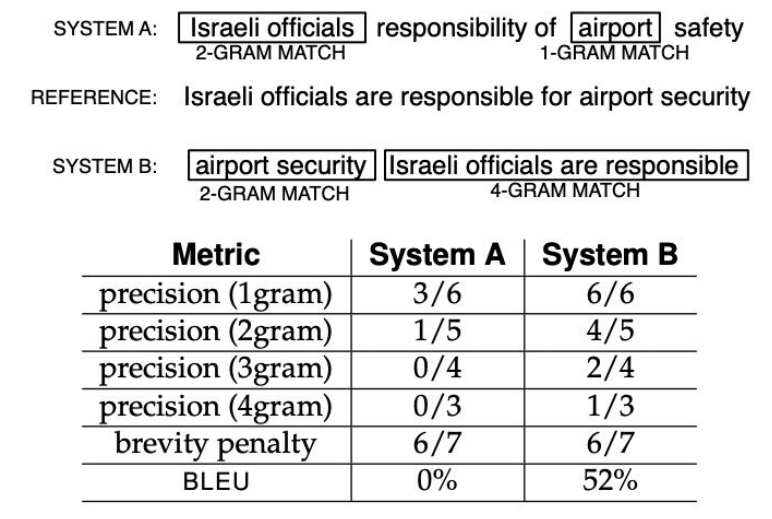 SYSTEM A: Israeli officials responsibility of airport safety
2-GRAM MATCH 1-GRAM MATCH
REFERENCE: Israeli officials are responsible for airport security
SYSTEM B: airport security Israeli officials are responsible
2-GRAM MATCH 4-GRAM MATCH
Metric System A System B
precision (1gram) 3/6 6/6
precision (2gram) 1/5 4/5
precision (3gram) 0/4 2/4
precision (4gram) 0/3 1/3
brevity penalty 6/7 6/7
BLEU 0% 52%